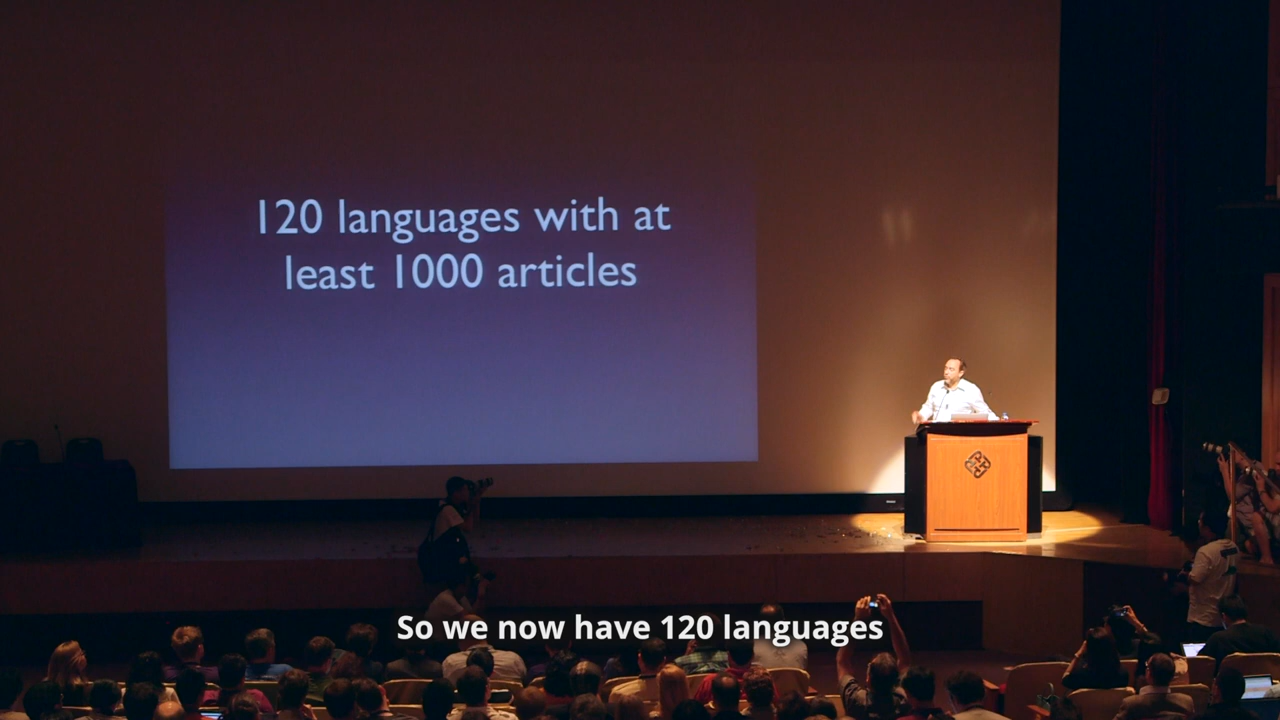 120 languages with at
least 1000 articles
So we now have 120 languages